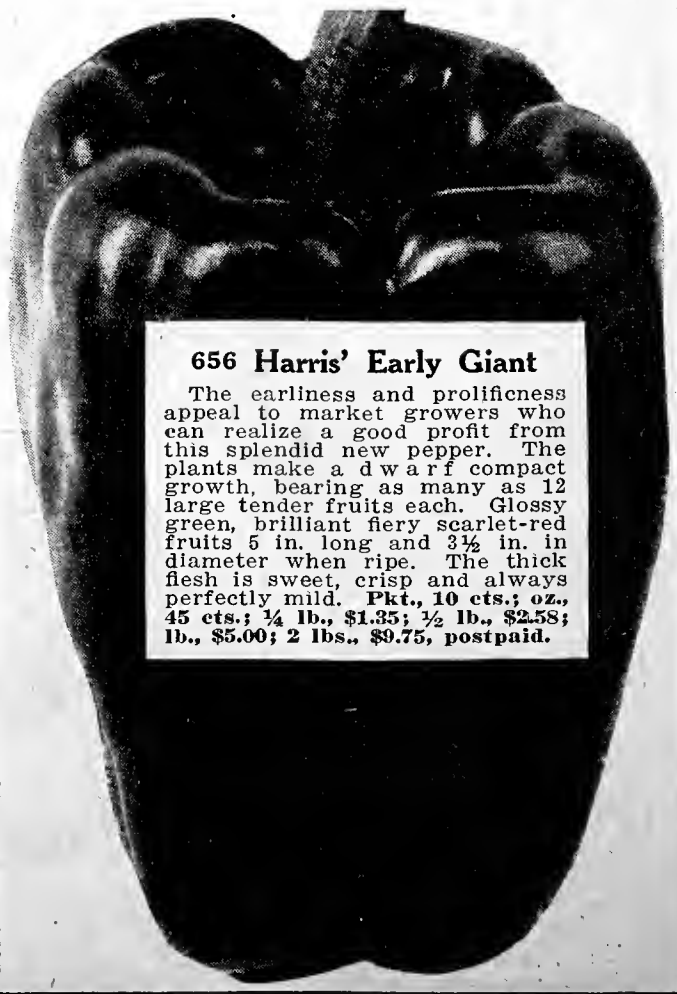 656 Harris' Early Giant
The earliness and prolificness
appeal to market growers who
can realize a good profit from
this splendid new pepper. The
plants make a dwarf compact
growth, bearing as many as 12
large tender fruits each. Glossy
green, brilliant fiery scarlet-red
fruits 5 in. long and 3½ in. in
diameter when ripe. The thick
flesh is sweet, crisp and always
perfectly mild. Pkt., 10 cts.; oz.,
45 cts.; ¼ lb., $1.35; ½ lb., $2.58;
lb., $5.00; 2 lbs., $9.75, postpaid.